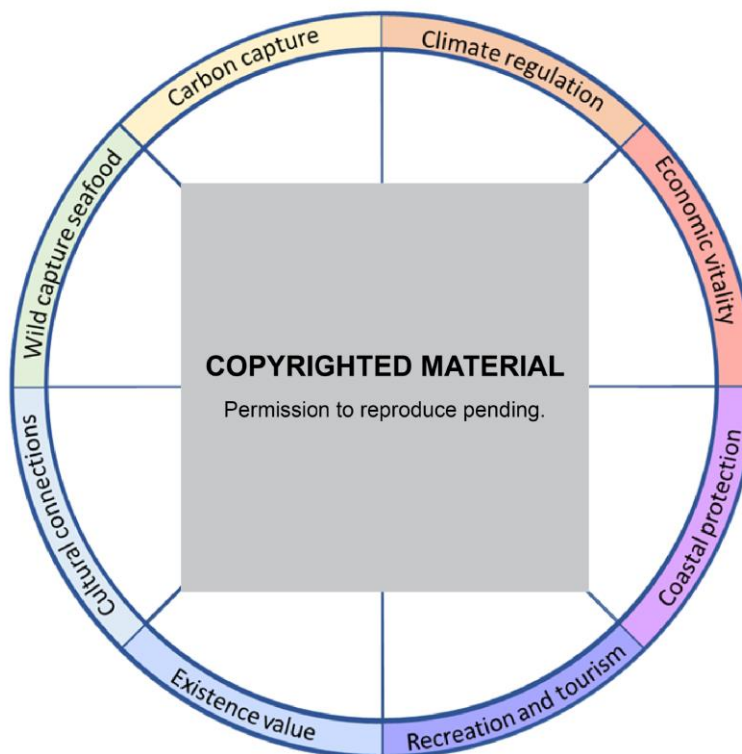 Carbon capture
Climate regulation
Economic vitality
Coastal protection
Recreation and tourism
Existence value
Cultural connections
Wild capture seafood
COPYRIGHTED MATERIAL
Permission to reproduce pending.